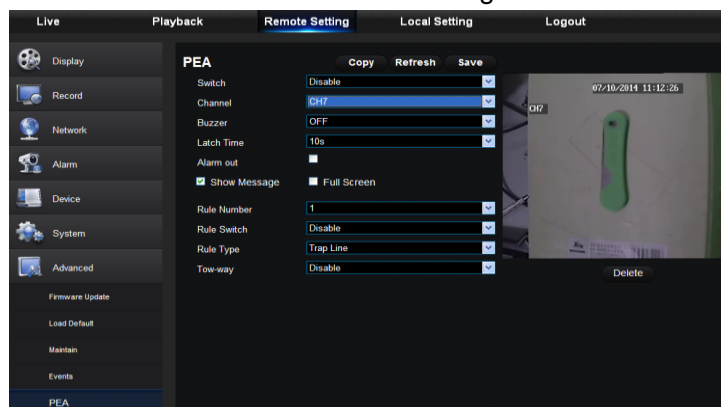 Live Playback Remote Setting Local Setting Logout
Display
Record
Network
Alarm
Device
System
Advanced
Firmware Update
Load Default
Maintain
Events
PEA
PEA Copy Refresh Save
Switch Disable
Channel CH7
Buzzer OFF
Latch Time 10s
Alarm out
Show Message Full Screen
Rule Number 1
Rule Switch Disable
Rule Type Trap Line
Tow-way Disable
07/10/2014 11:12:26
CH7
Delete